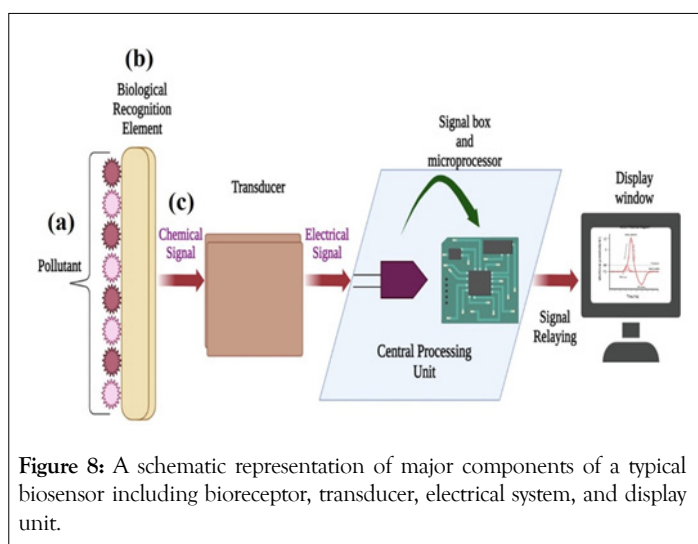 (b)
Biological
Recognition
Element
(a)
Pollutant
(c)
Chemical
Signal
Transducer
Electrical
Signal
Signal box
and
microprocessor
Central Processing
Unit
Signal
Relaying
Display
window
Figure 8: A schematic representation of major components of a typical
biosensor including bioreceptor, transducer, electrical system, and display
unit.